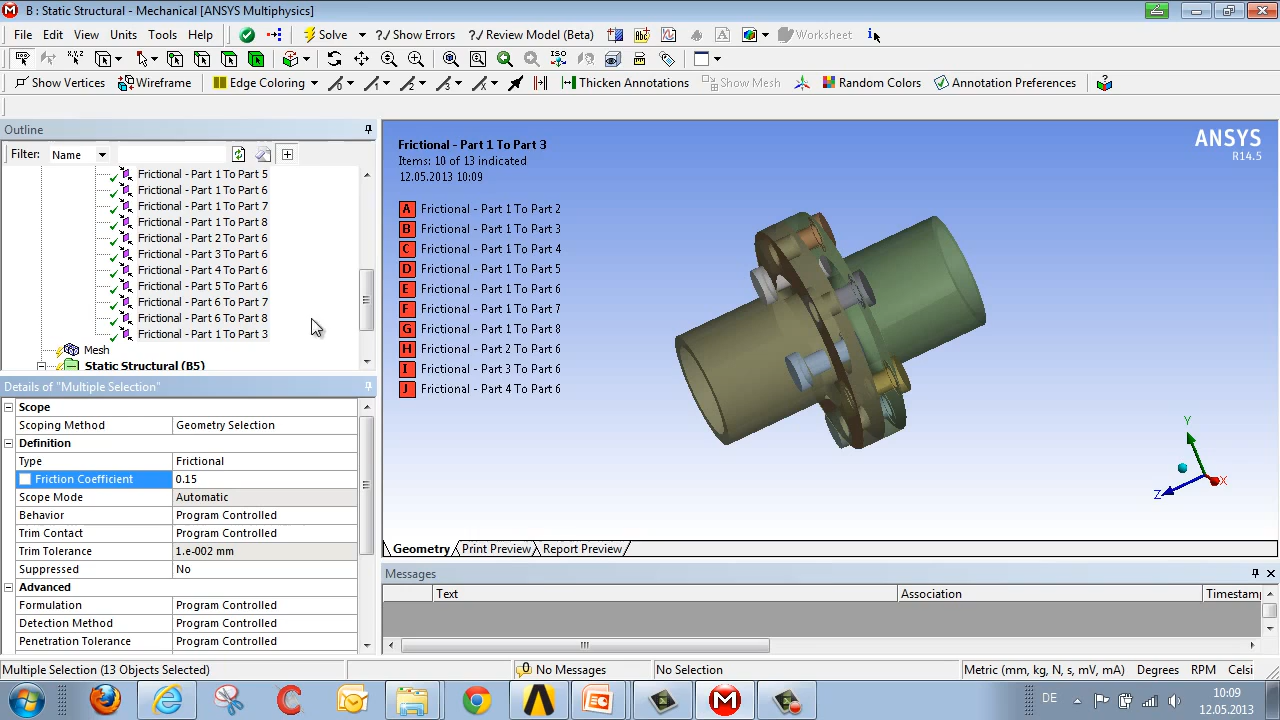 B : Static Structural - Mechanical [ANSYS Multiphysics]
File Edit View Units Tools Help Solve ?/ Show Errors ?/ Review Model (Beta) Worksheet
Show Vertices Wireframe Edge Coloring Thicken Annotations Show Mesh Random Colors Annotation Preferences
Outline
Filter: Name
Frictional - Part 1 To Part 5
Frictional - Part 1 To Part 6
Frictional - Part 1 To Part 7
Frictional - Part 1 To Part 8
Frictional - Part 2 To Part 6
Frictional - Part 3 To Part 6
Frictional - Part 4 To Part 6
Frictional - Part 5 To Part 6
Frictional - Part 6 To Part 7
Frictional - Part 6 To Part 8
Frictional - Part 1 To Part 3
Mesh
Static Structural (B5)
Details of "Multiple Selection"
Scope
Scoping Method Geometry Selection
Definition
Type Frictional
Friction Coefficient 0.15
Scope Mode Automatic
Behavior Program Controlled
Trim Contact Program Controlled
Trim Tolerance 1.e-002 mm
Suppressed No
Advanced
Formulation Program Controlled
Detection Method Program Controlled
Penetration Tolerance Program Controlled
Frictional - Part 1 To Part 3
Items: 10 of 13 indicated
12.05.2013 10:09
A Frictional - Part 1 To Part 2
B Frictional - Part 1 To Part 3
C Frictional - Part 1 To Part 4
D Frictional - Part 1 To Part 5
E Frictional - Part 1 To Part 6
F Frictional - Part 1 To Part 7
G Frictional - Part 1 To Part 8
H Frictional - Part 2 To Part 6
I Frictional - Part 3 To Part 6
J Frictional - Part 4 To Part 6
ANSYS
R14.5
Y
Z
X
Geometry Print Preview Report Preview
Messages
Text Association Timestam
Multiple Selection (13 Objects Selected) 0 No Messages No Selection Metric (mm, kg, N, s, mV, mA) Degrees RPM Celsi
DE 10:09
12.05.2013